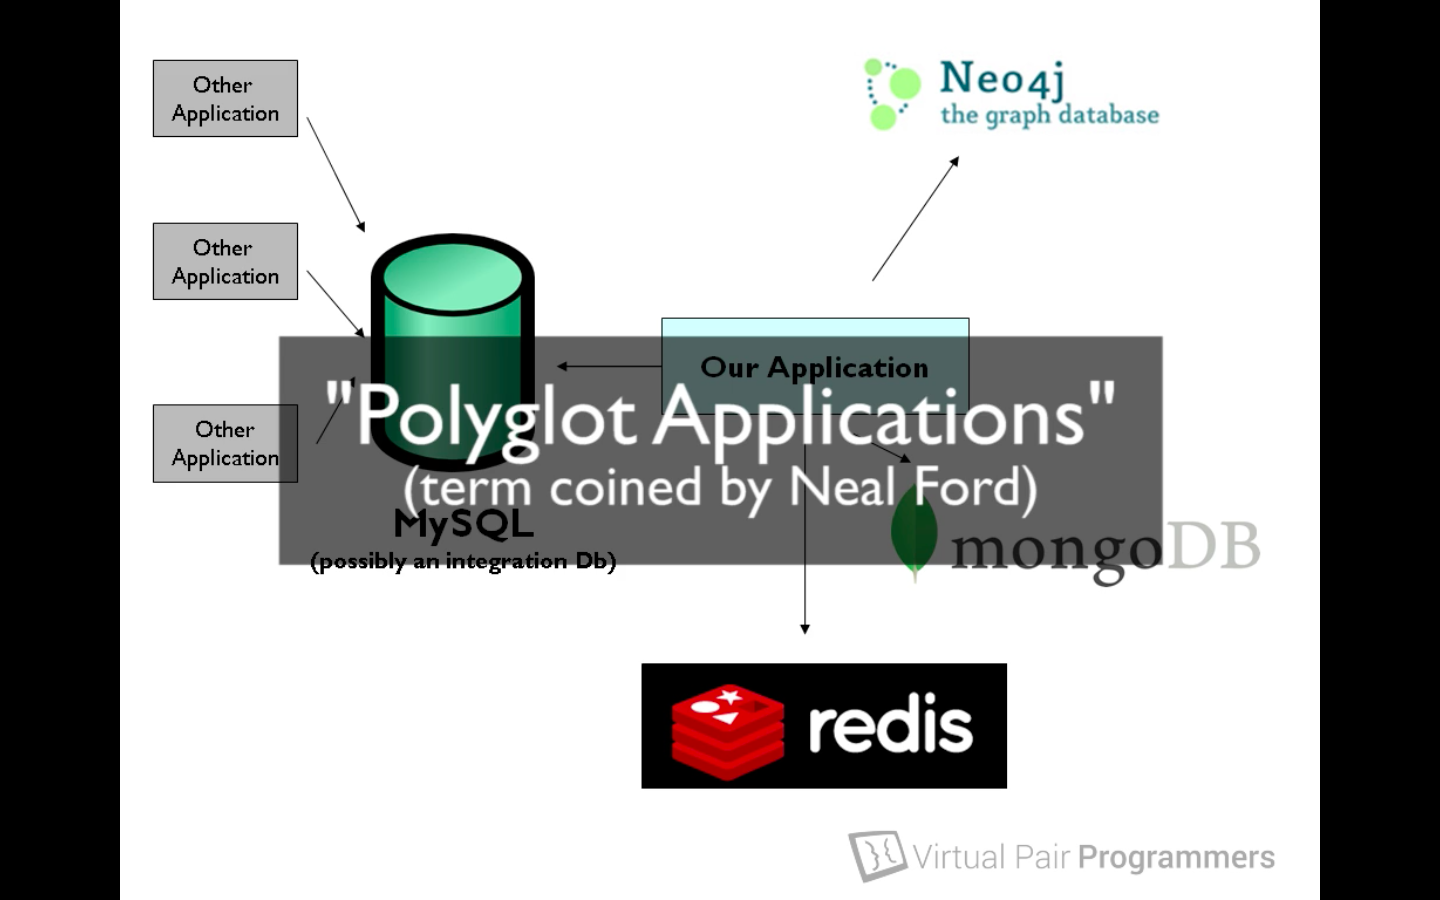 Other
Application
Neo4j
the graph database
Other
Application
Our Application
"Polyglot Applications"
Other
Application
(term coined by Neal Ford)
MySQL
(possibly an integration Db)
mongoDB
redis
Virtual Pair Programmers